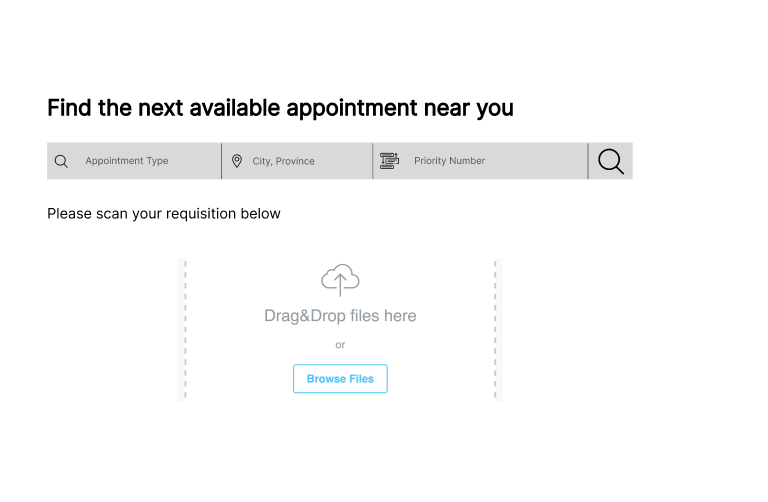 Find the next available appointment near you
Appointment Type
City, Province
Priority Number
Please scan your requisition below
Drag&Drop files here
or
Browse Files